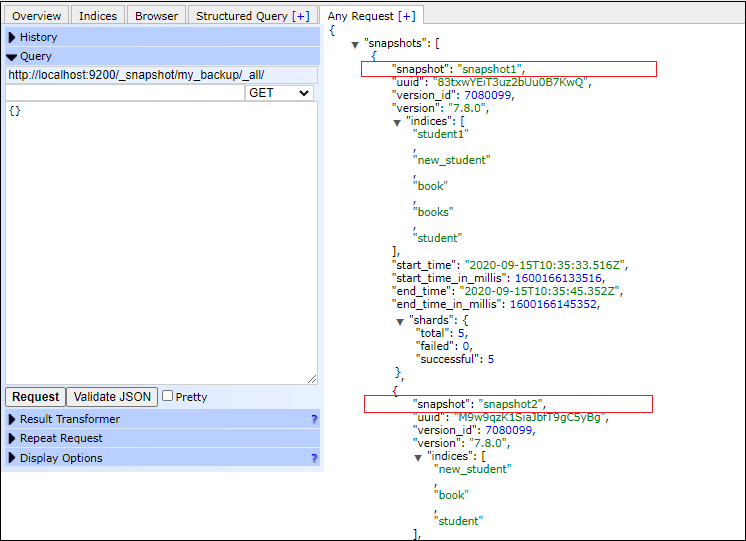 Overview Indices Browser Structured Query [+] Any Request [+]
History
Query
http://localhost:9200/_snapshot/my_backup/_all/
GET
{}
Request Validate JSON Pretty
Result Transformer ?
Repeat Request
Display Options ?
{
"snapshots": [
{
"snapshot": "snapshot1",
"uuid": "83txwYEiT3uz2bUu0B7KwQ",
"version_id": 7080099,
"version": "7.8.0",
"indices": [
"student1"
,
"new_student"
,
"book"
,
"books"
,
"student"
],
"start_time": "2020-09-15T10:35:33.516Z",
"start_time_in_millis": 1600166133516,
"end_time": "2020-09-15T10:35:45.352Z",
"end_time_in_millis": 1600166145352,
"shards": {
"total": 5,
"failed": 0,
"successful": 5
},
{
"snapshot": "snapshot2",
"uuid": "M9w9qzK1SiaJbfT9gC5yBg",
"version_id": 7080099,
"version": "7.8.0",
"indices": [
"new_student"
,
"book"
,
"student"
],